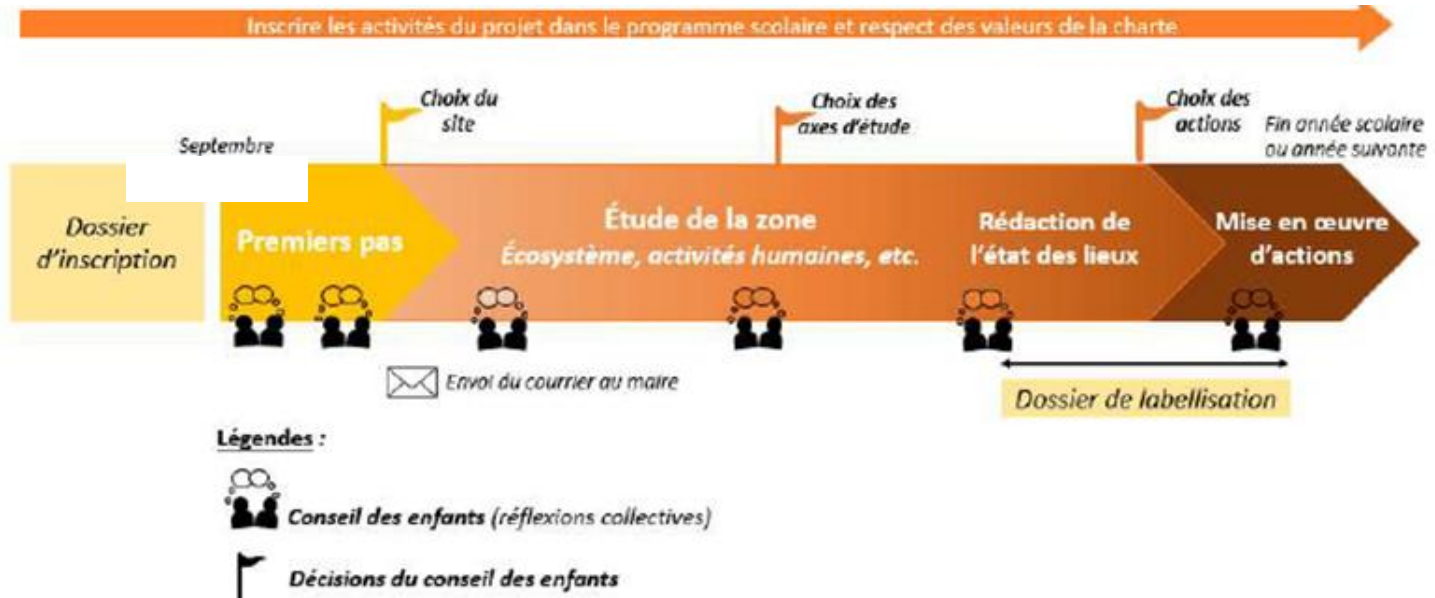 Inscrire les activités du projet dans le programme scolaire et respect des valeurs de la charte
Choix du
site
Choix des
axes d'étude
Choix des
actions
Fin année scolaire
ou année suivante
Septembre
Dossier
d'inscription
Premiers pas
Étude de la zone
Écosystème, activités humaines, etc.
Rédaction de
l'état des lieux
Mise en œuvre
d'actions
Envoi du courrier au maire
Dossier de labellisation
Légendes :
Conseil des enfants (réflexions collectives)
Décisions du conseil des enfants